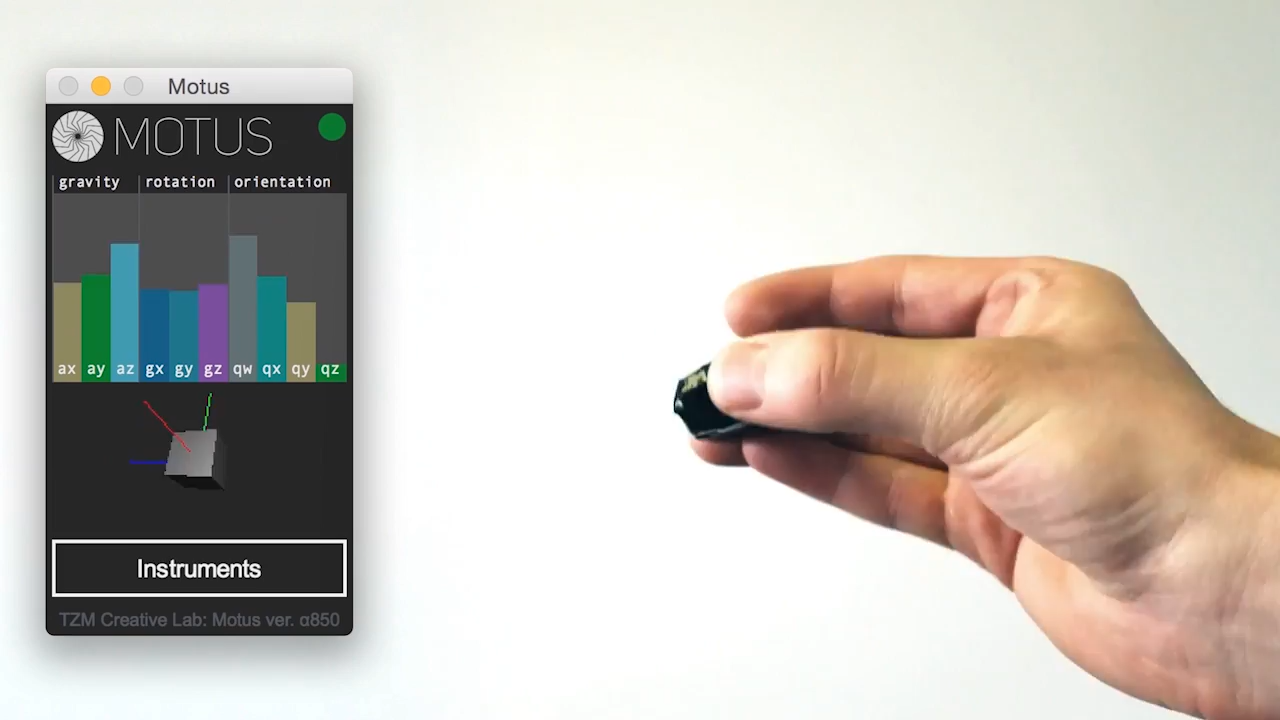 Motus
MOTUS
gravity rotation orientation
ax ay az gx gy gz qw qx qy qz
Instruments
TZM Creative Lab: Motus ver. α850